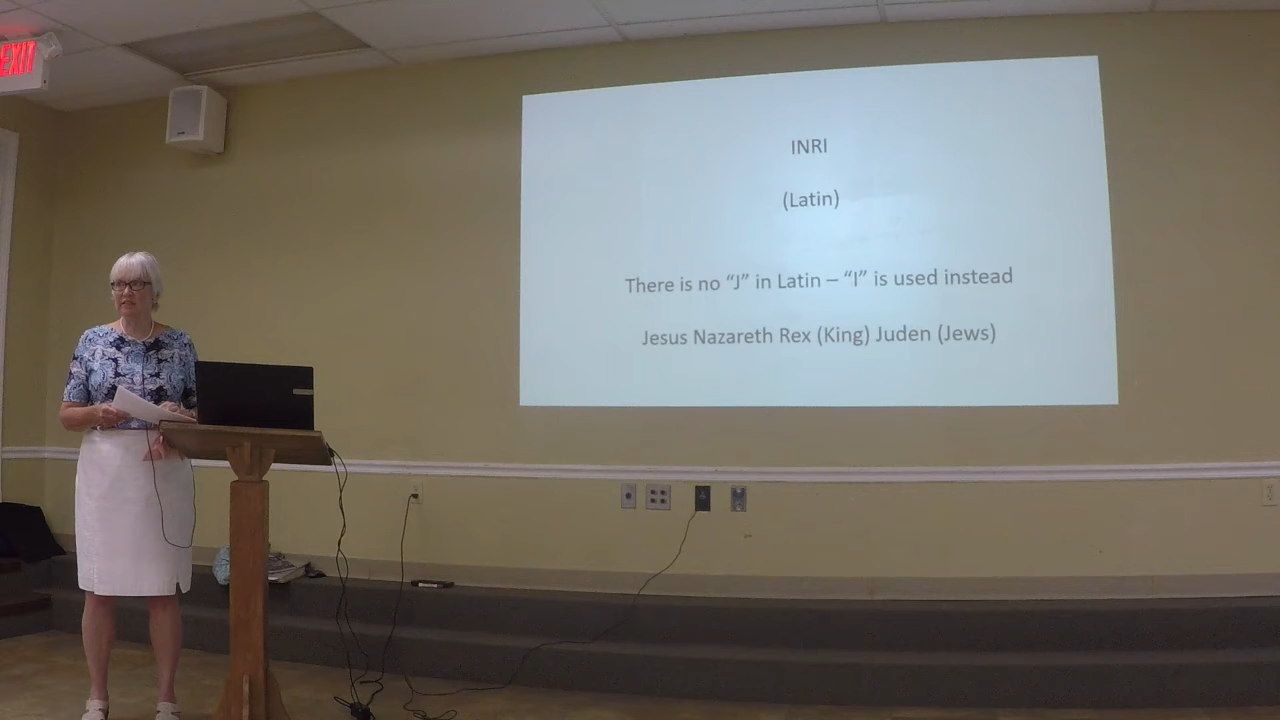 EXIT
INRI
(Latin)
There is no “J” in Latin – “I” is used instead
Jesus Nazareth Rex (King) Juden (Jews)